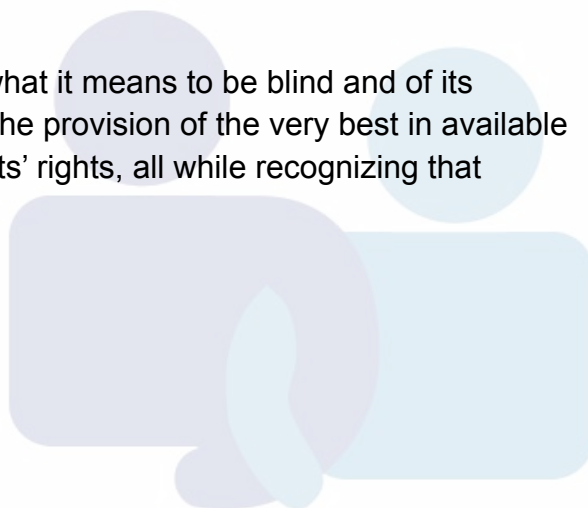 what it means to be blind and of its
he provision of the very best in available
ts’ rights, all while recognizing that